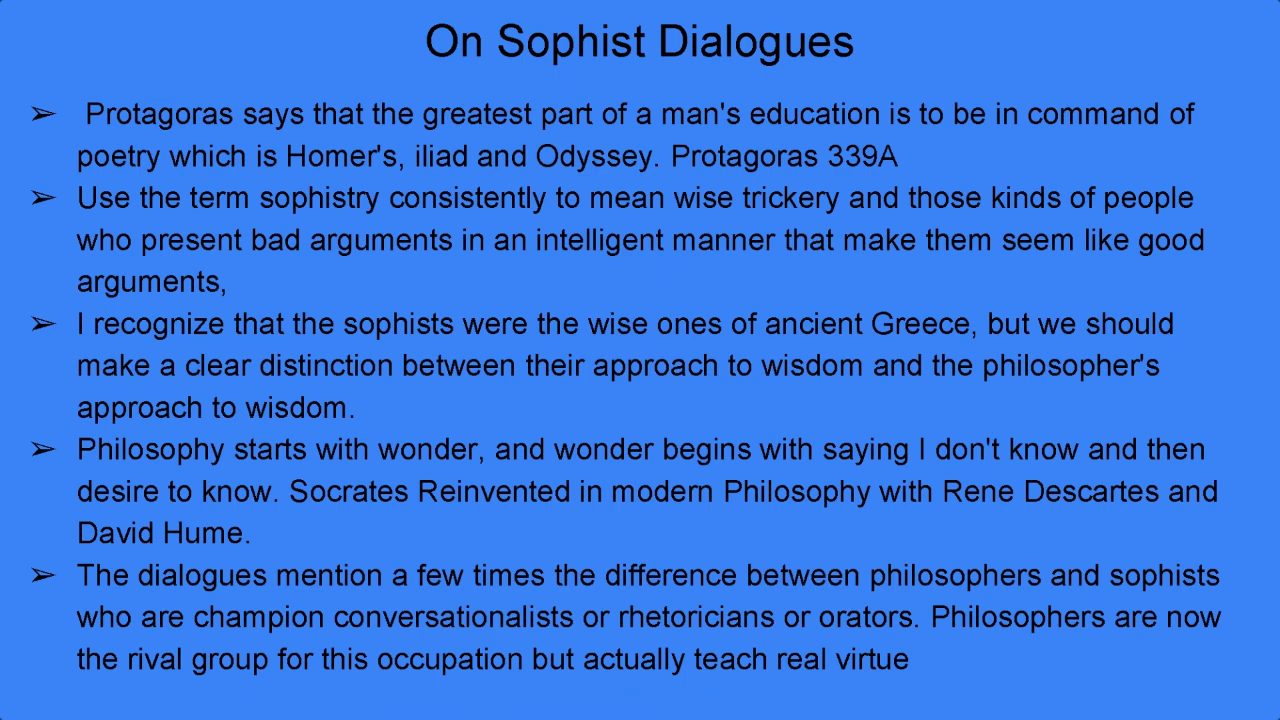 On Sophist Dialogues
➢ Protagoras says that the greatest part of a man's education is to be in command of
poetry which is Homer's, iliad and Odyssey. Protagoras 339A
➢ Use the term sophistry consistently to mean wise trickery and those kinds of people
who present bad arguments in an intelligent manner that make them seem like good
arguments,
➢ I recognize that the sophists were the wise ones of ancient Greece, but we should
make a clear distinction between their approach to wisdom and the philosopher's
approach to wisdom.
➢ Philosophy starts with wonder, and wonder begins with saying I don't know and then
desire to know. Socrates Reinvented in modern Philosophy with Rene Descartes and
David Hume.
➢ The dialogues mention a few times the difference between philosophers and sophists
who are champion conversationalists or rhetoricians or orators. Philosophers are now
the rival group for this occupation but actually teach real virtue